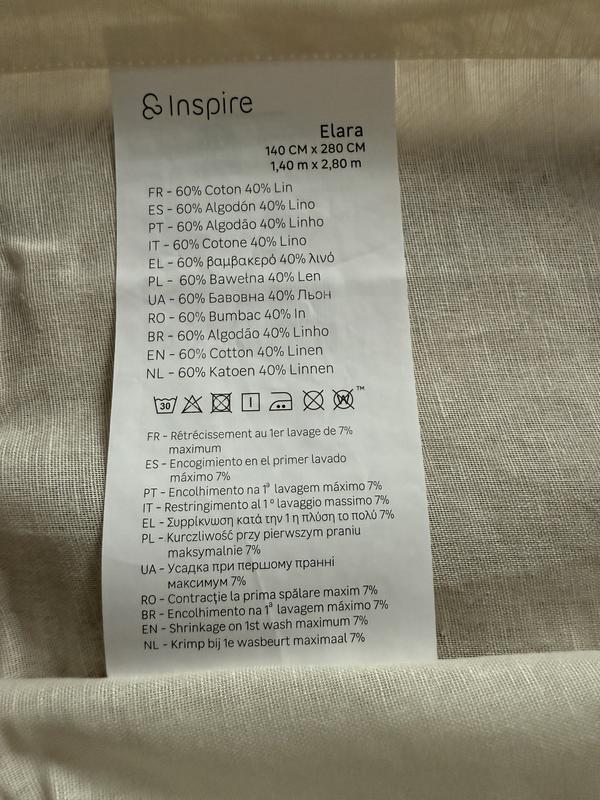 & Inspire
Elara
140 CM x 280 CM
1,40 m x 2,80 m
FR - 60% Coton 40% Lin
ES - 60% Algodón 40% Lino
PT - 60% Algodão 40% Linho
IT - 60% Cotone 40% Lino
EL - 60% βαμβακερό 40% λινό
PL - 60% Bawełna 40% Len
UA - 60% Бавовна 40% Льон
RO - 60% Bumbac 40% In
BR - 60% Algodão 40% Linho
EN - 60% Cotton 40% Linen
NL - 60% Katoen 40% Linnen
30 W ™
FR - Rétrécissement au 1er lavage de 7%
maximum
ES - Encogimiento en el primer lavado
máximo 7%
PT - Encolhimento na 1ª lavagem máximo 7%
IT - Restringimento al 1 º lavaggio massimo 7%
EL - Συρρίκνωση κατά την 1 η πλύση το πολύ 7%
PL - Kurczliwość przy pierwszym praniu
maksymalnie 7%
UA - Усадка при першому пранні
максимум 7%
RO - Contracţie la prima spălare maxim 7%
BR - Encolhimento na 1ª lavagem máximo 7%
EN - Shrinkage on 1st wash maximum 7%
NL - Krimp bij 1e wasbeurt maximaal 7%